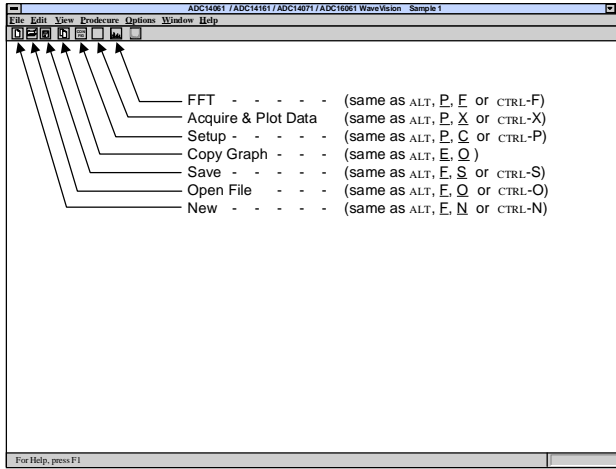 ADC14061 / ADC14161 / ADC14071 / ADC16061 WaveVision Sample 1
File Edit View Prodecure Options Window Help
FFT - - - - - (same as ALT, P, F or CTRL-F)
Acquire & Plot Data (same as ALT, P, X or CTRL-X)
Setup - - - - - (same as ALT, P, C or CTRL-P)
Copy Graph - - - (same as ALT, E, O )
Save - - - - - (same as ALT, F, S or CTRL-S)
Open File - - - (same as ALT, F, O or CTRL-O)
New - - - - - (same as ALT, F, N or CTRL-N)
For Help, press F1